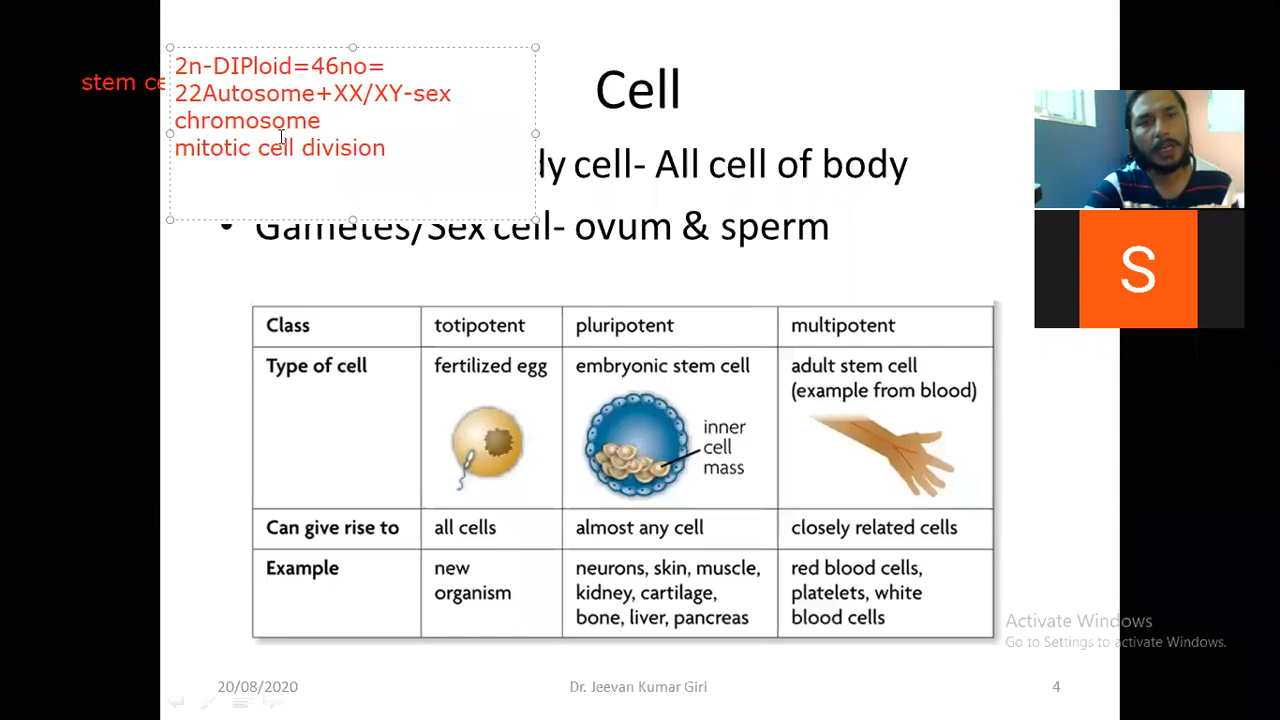 2n-DIPloid=46no=
22Autosome+XX/XY-sex
chromosome
mitotic cell division
stem
Cell
cell- All cell of body
• Gametes/Sex cell- ovum & sperm
S
Class totipotent pluripotent multipotent
Type of cell fertilized egg embryonic stem cell adult stem cell
(example from blood)
inner
cell
mass
Can give rise to all cells almost any cell closely related cells
Example new organism neurons, skin, muscle, red blood cells,
kidney, cartilage, platelets, white
bone, liver, pancreas blood cells
Activate Windows
Go to Settings to activate Windows.
20/08/2020 Dr. Jeevan Kumar Giri 4